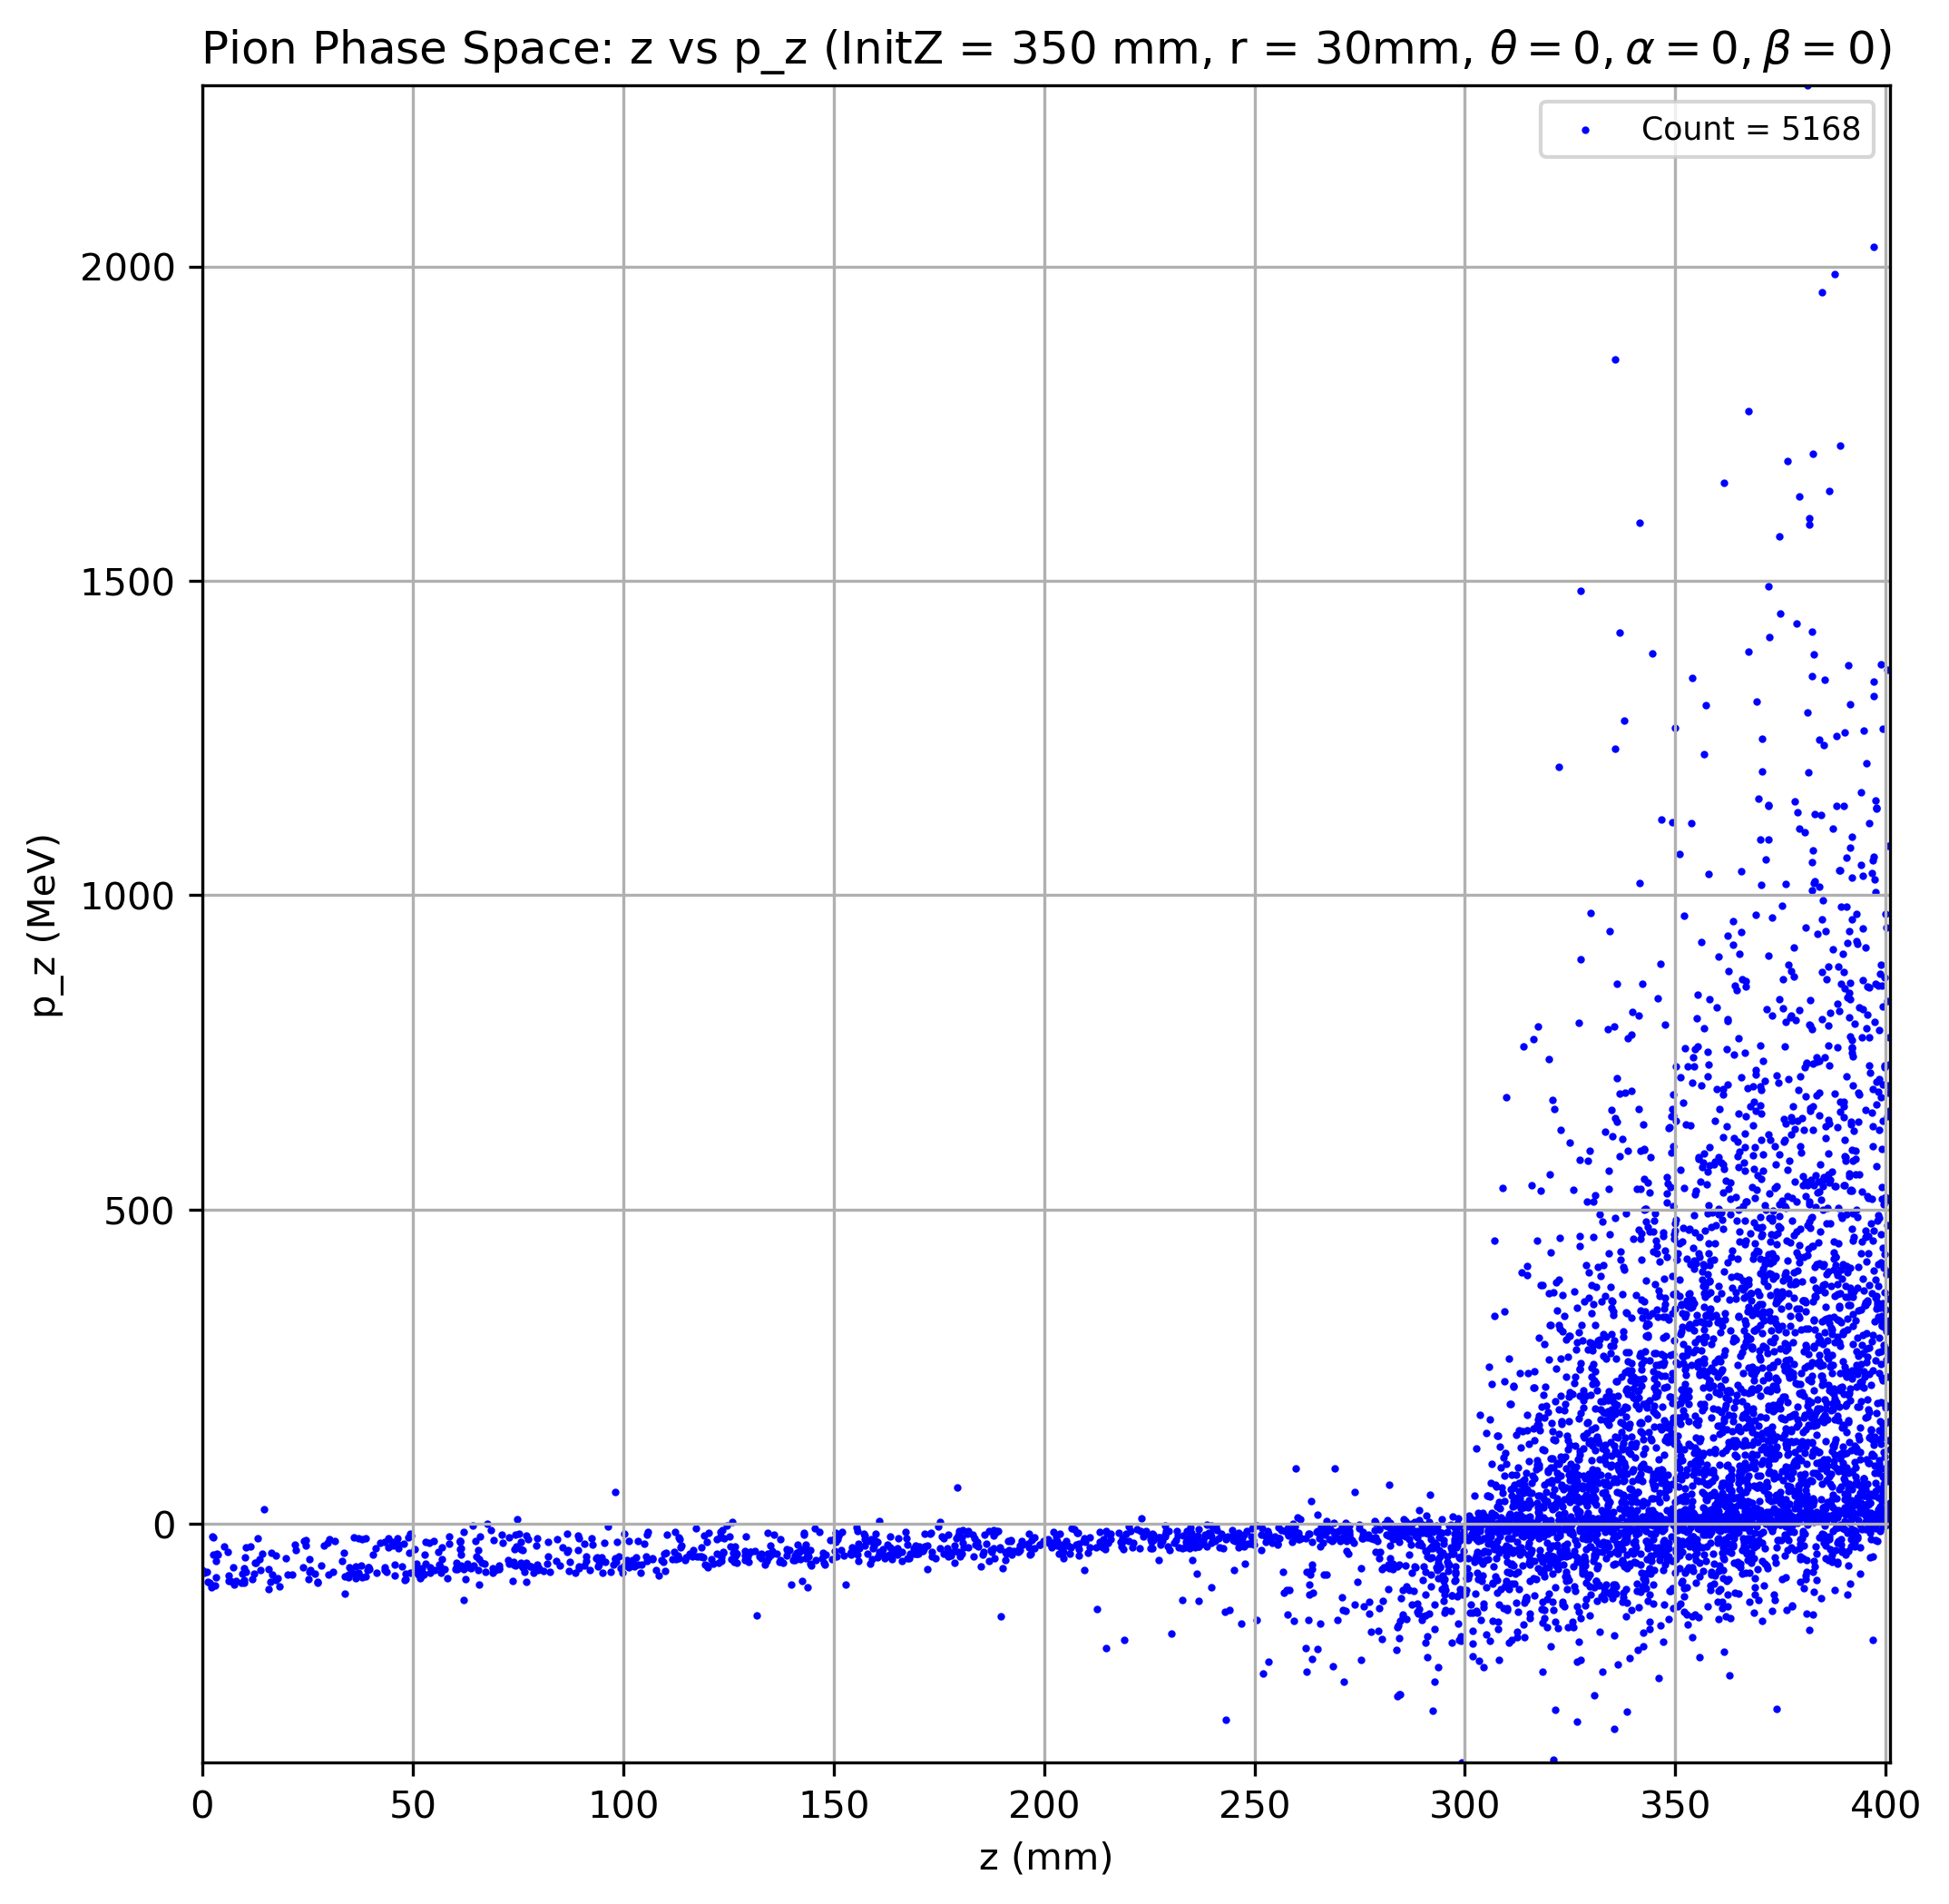 Pion Phase Space: z vs p_z (InitZ = 350 mm, r = 30mm, θ = 0, α = 0, β = 0)
Count = 5168
2000
1500
1000
500
0
p_z (MeV)
0 50 100 150 200 250 300 350 400
z (mm)